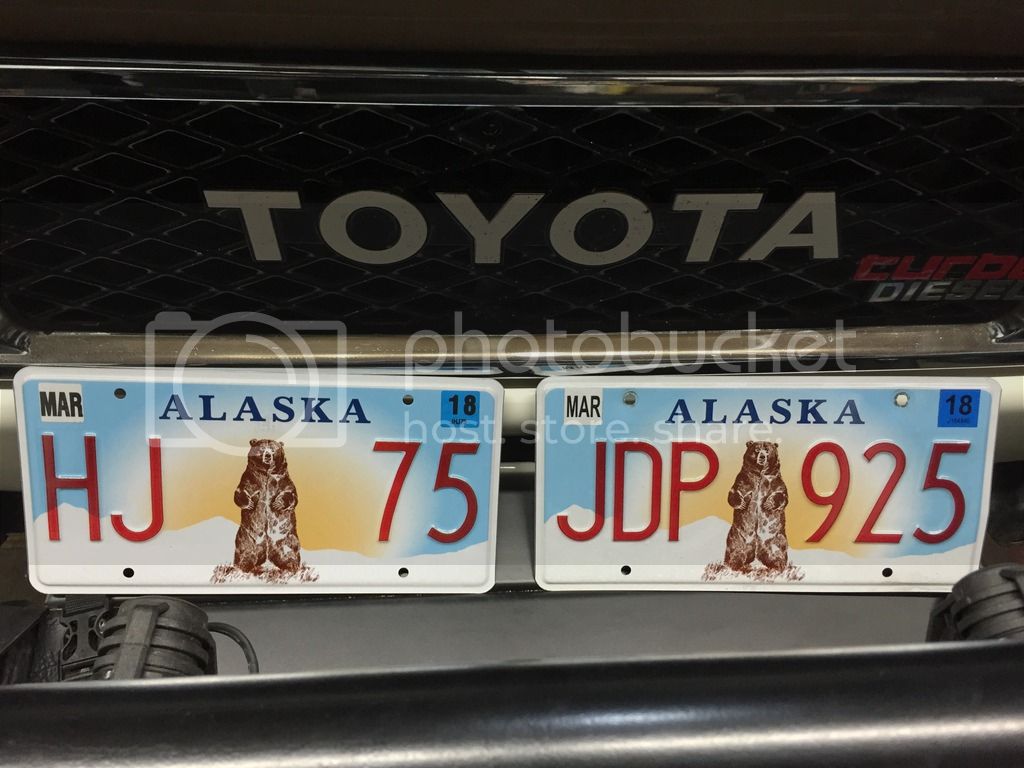 TOYOTA
turbo
DIESEL
photobucket
host. store. share.
MAR
ALASKA
18
HJ 75
MAR
ALASKA
18
JDP 925